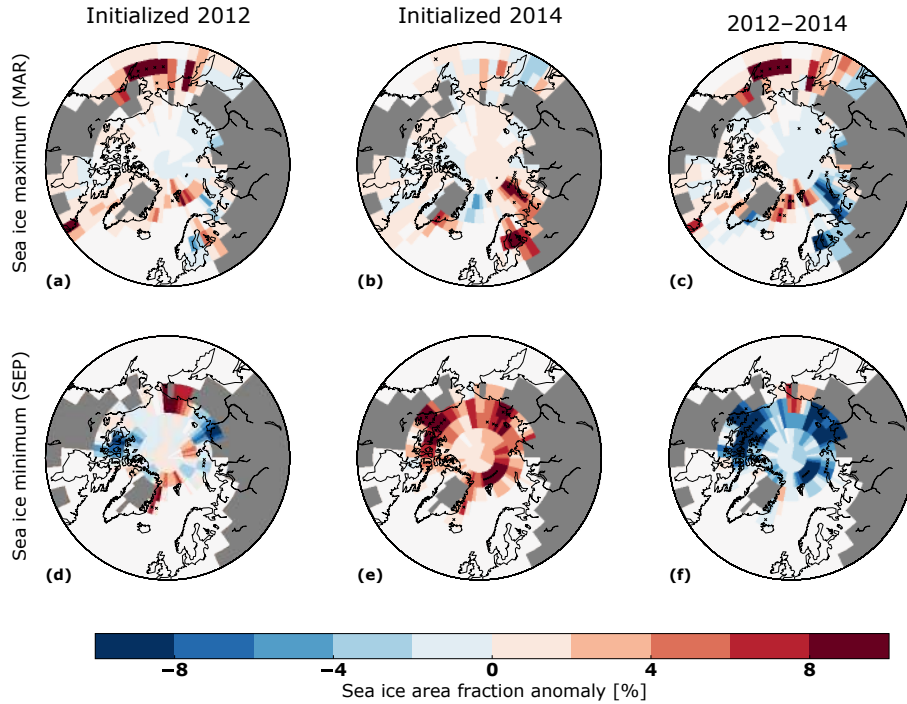 Initialized 2012
Initialized 2014
2012–2014
Sea ice maximum (MAR)
(a)
(b)
(c)
Sea ice minimum (SEP)
(d)
(e)
(f)
−8
−4
0
4
8
Sea ice area fraction anomaly [%]